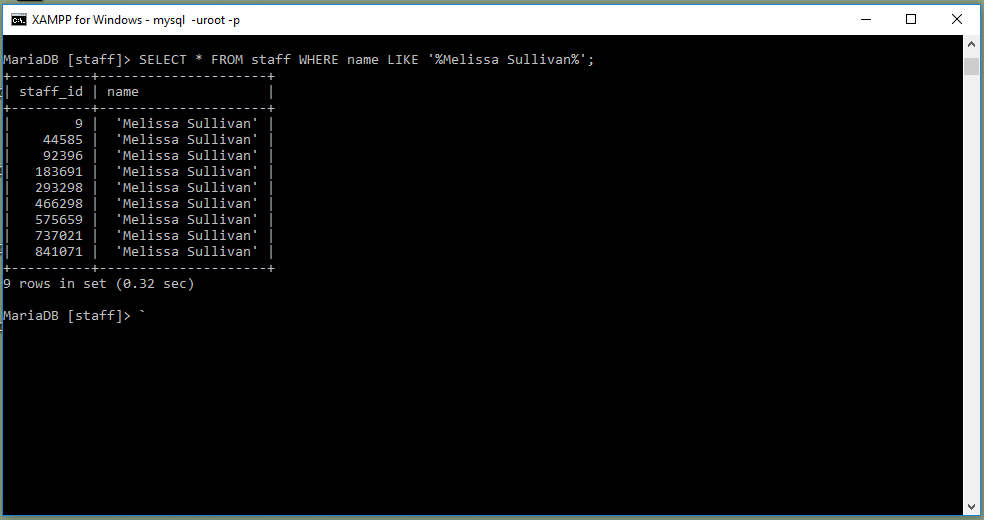 XAMPP for Windows - mysql -uroot -p
MariaDB [staff]> SELECT * FROM staff WHERE name LIKE '%Melissa Sullivan%';
+----------+---------------------+
| staff_id | name                |
+----------+---------------------+
|        9 |  'Melissa Sullivan' |
|    44585 |  'Melissa Sullivan' |
|    92396 |  'Melissa Sullivan' |
|   183691 |  'Melissa Sullivan' |
|   293298 |  'Melissa Sullivan' |
|   466298 |  'Melissa Sullivan' |
|   575659 |  'Melissa Sullivan' |
|   737021 |  'Melissa Sullivan' |
|   841071 |  'Melissa Sullivan' |
+----------+---------------------+
9 rows in set (0.32 sec)
MariaDB [staff]> `